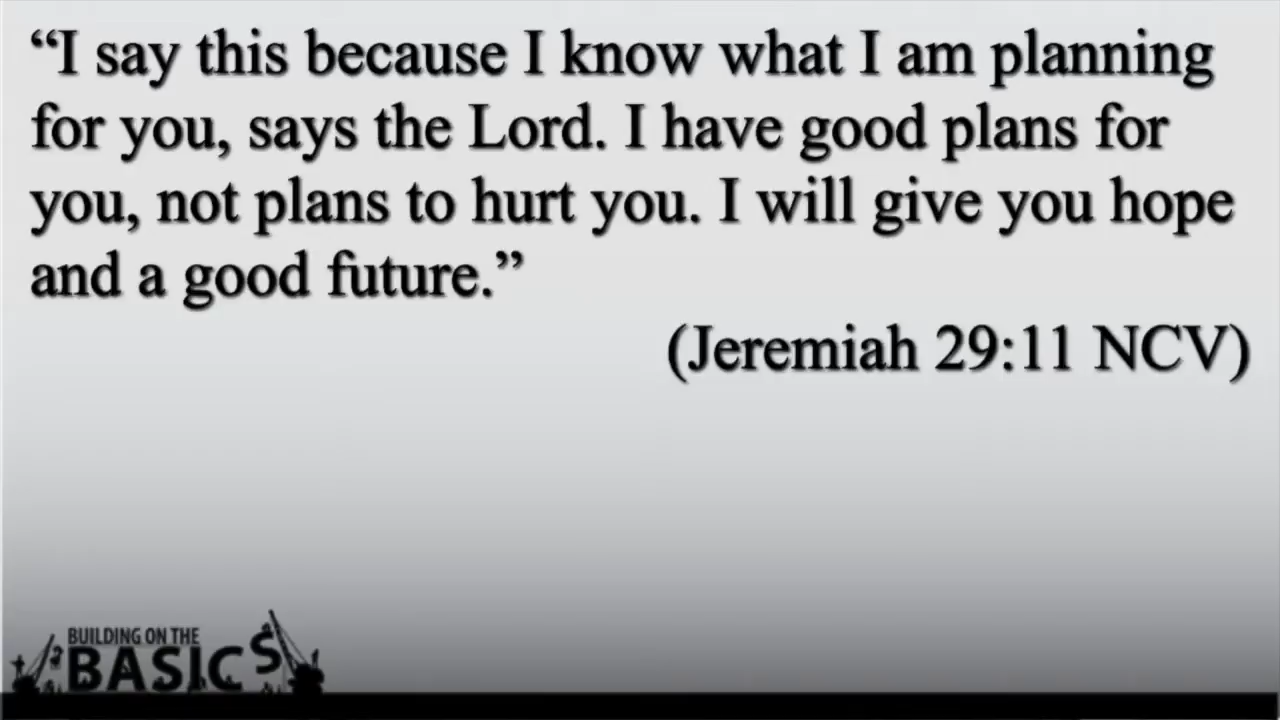 “I say this because I know what I am planning
for you, says the Lord. I have good plans for
you, not plans to hurt you. I will give you hope
and a good future.”
(Jeremiah 29:11 NCV)
BUILDING ON THE
BASICS